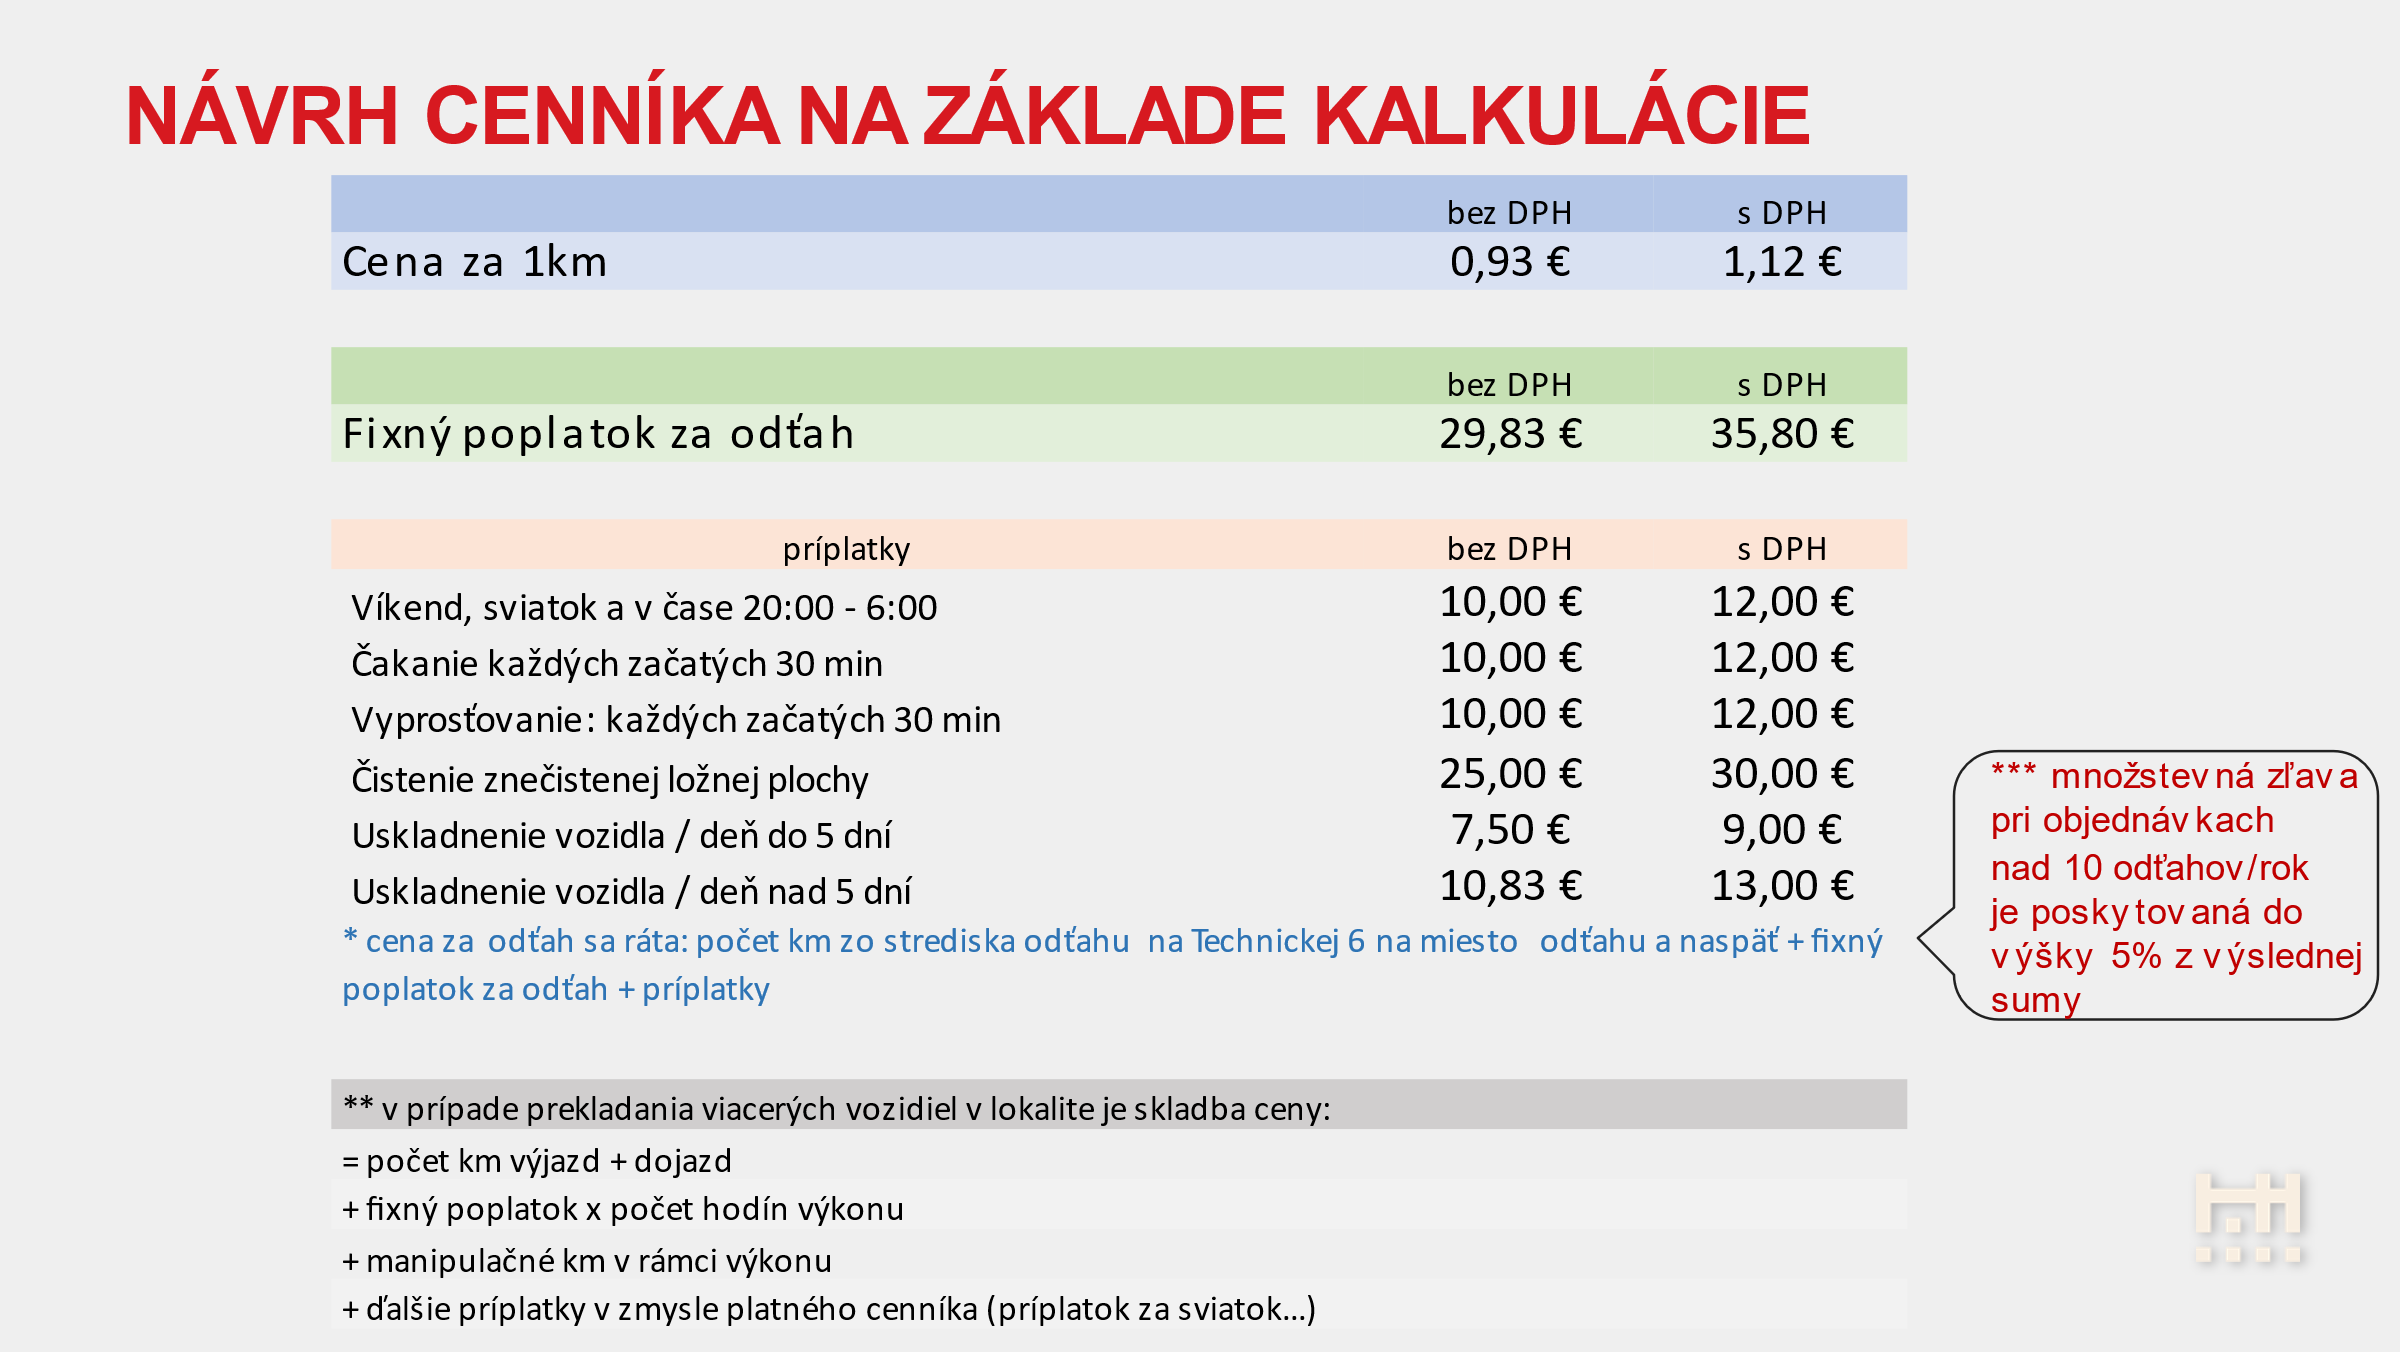 NÁVRH CENNÍKA NA ZÁKLADE KALKULÁCIE
bez DPH s DPH
Cena za 1km 0,93 € 1,12 €
bez DPH s DPH
Fixný poplatok za odťah 29,83 € 35,80 €
príplatky bez DPH s DPH
Víkend, sviatok a v čase 20:00 - 6:00 10,00 € 12,00 €
Čakanie každých začatých 30 min 10,00 € 12,00 €
Vyprosťovanie: každých začatých 30 min 10,00 € 12,00 €
Čistenie znečistenej ložnej plochy 25,00 € 30,00 €
Uskladnenie vozidla / deň do 5 dní 7,50 € 9,00 €
Uskladnenie vozidla / deň nad 5 dní 10,83 € 13,00 €
* cena za odťah sa ráta: počet km zo strediska odťahu na Technickej 6 na miesto odťahu a naspäť + fixný
poplatok za odťah + príplatky
*** množstevná zľava
pri objednávkach
nad 10 odťahov/rok
je poskytovaná do
výšky 5% z výslednej
sumy
** v prípade prekladania viacerých vozidiel v lokalite je skladba ceny:
= počet km výjazd + dojazd
+ fixný poplatok x počet hodín výkonu
+ manipulačné km v rámci výkonu
+ ďalšie príplatky v zmysle platného cenníka (príplatok za sviatok...)